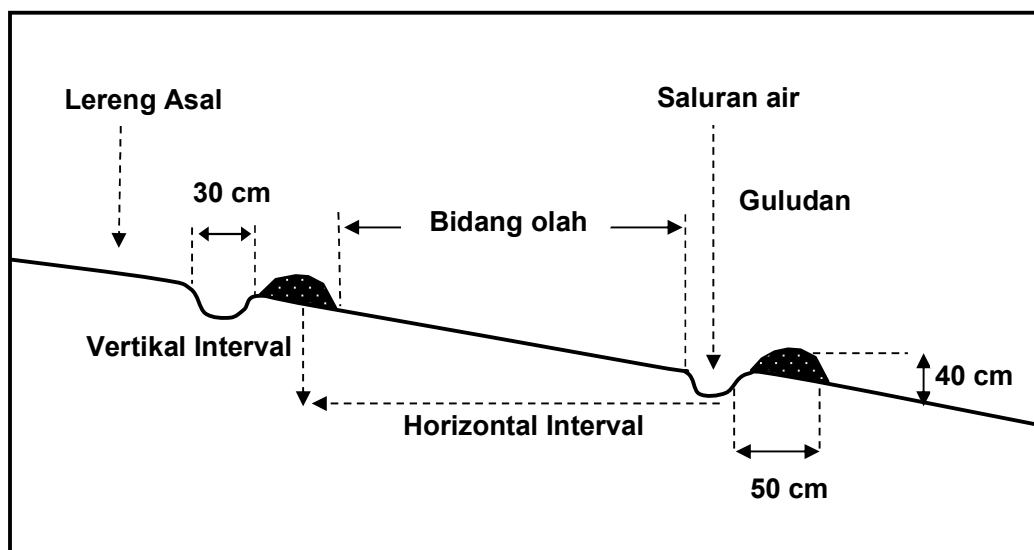 Lereng Asal
Saluran air
30 cm
Guludan
Bidang olah
Vertikal Interval
40 cm
Horizontal Interval
50 cm